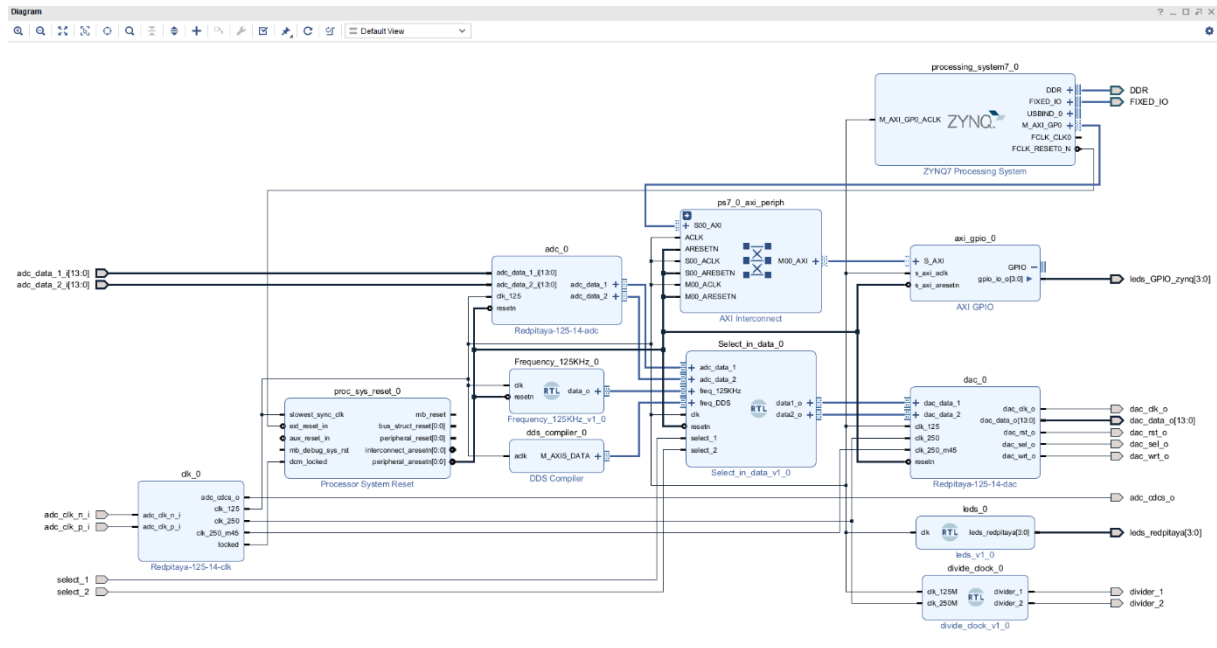 Diagram
Default View
processing_system7_0
M_AXI_GP0_ACLK
ZYNQ
DDR
FIXED_IO
USBIND_0
M_AXI_GP0
FCLK_CLK0
FCLK_RESET0_N
ZYNQ7 Processing System
DDR
FIXED_IO
ps7_0_axi_periph
S00_AXI
ACLK
ARESETN
S00_ACLK
S00_ARESETN
M00_ACLK
M00_ARESETN
M00_AXI
AXI Interconnect
axi_gpio_0
S_AXI
s_axi_aclk
s_axi_aresetn
GPIO
gpio_io_o[3:0]
AXI GPIO
leds_GPIO_zynq[3:0]
adc_data_1_i[13:0]
adc_data_2_i[13:0]
adc_0
adc_data_1_i[13:0]
adc_data_2_i[13:0]
clk_125
resetn
adc_data_1
adc_data_2
Redpitaya-125-14-adc
Frequency_125KHz_0
clk
resetn
RTL
data_o
Frequency_125KHz_v1_0
dds_compiler_0
aclk
M_AXIS_DATA
DDS Compiler
Select_in_data_0
adc_data_1
adc_data_2
freq_125KHz
freq_DDS
clk
resetn
select_1
select_2
RTL
data1_o
data2_o
Select_in_data_v1_0
dac_0
dac_data_1
dac_data_2
clk_125
clk_250
clk_250_m45
resetn
dac_clk_o
dac_data_o[13:0]
dac_rst_o
dac_sel_o
dac_wrt_o
Redpitaya-125-14-dac
dac_clk_o
dac_data_o[13:0]
dac_rst_o
dac_sel_o
dac_wrt_o
proc_sys_reset_0
slowest_sync_clk
ext_reset_in
aux_reset_in
mb_debug_sys_rst
dcm_locked
mb_reset
bus_struct_reset[0:0]
peripheral_reset[0:0]
interconnect_aresetn[0:0]
peripheral_aresetn[0:0]
Processor System Reset
clk_0
adc_clk_n_i
adc_clk_p_i
adc_clk_n_i
adc_clk_p_i
adc_cdcs_o
clk_125
clk_250
clk_250_m45
locked
Redpitaya-125-14-clk
adc_cdcs_o
select_1
select_2
leds_0
clk
RTL
leds_redpitaya[3:0]
leds_v1_0
leds_redpitaya[3:0]
divide_clock_0
clk_125M
clk_250M
RTL
divider_1
divider_2
divide_clock_v1_0
divider_1
divider_2